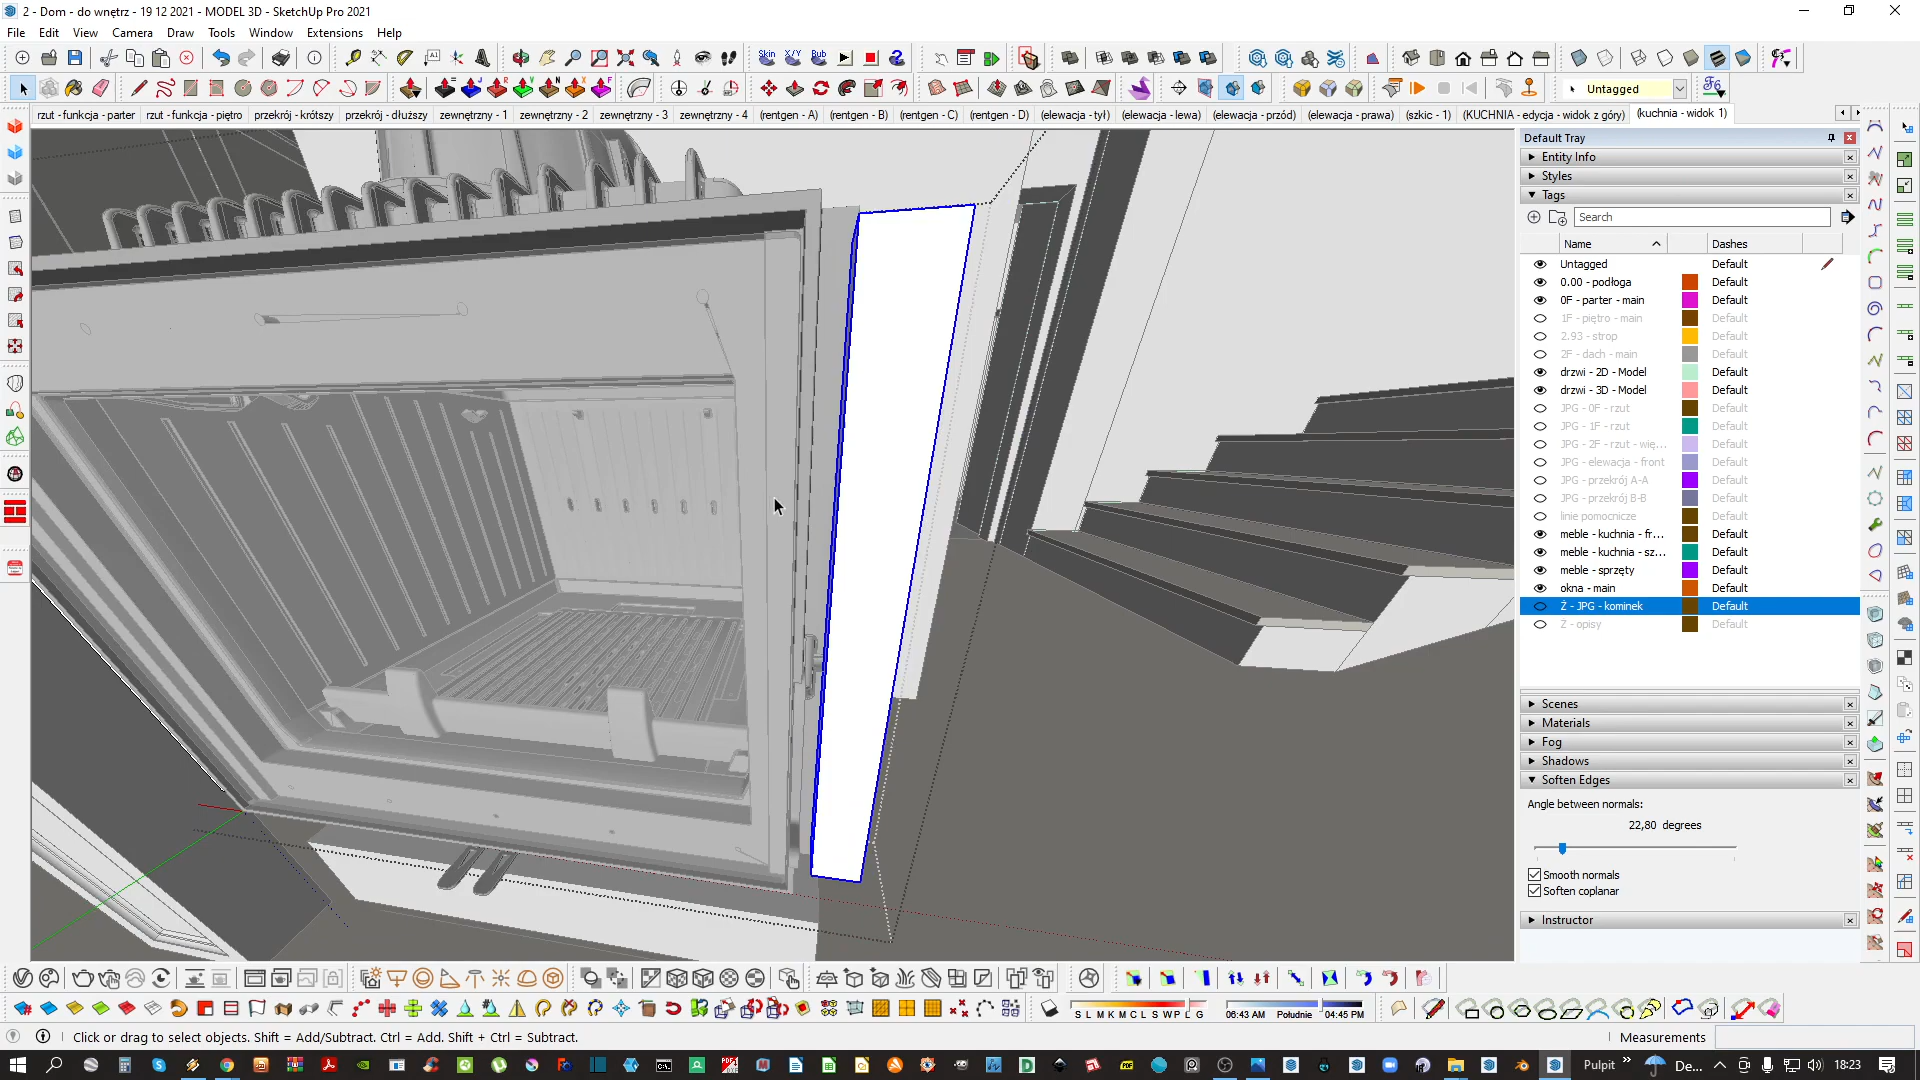 2 - Dom - do wnętrz - 19 12 2021 - MODEL 3D - SketchUp Pro 2021
File Edit View Camera Draw Tools Window Extensions Help
Skin X/Y Bub
Untagged
rzut - funkcja - parter rzut - funkcja - piętro przekrój - krótszy przekrój - dłuższy zewnętrzny - 1 zewnętrzny - 2 zewnętrzny - 3 zewnętrzny - 4 (rentgen - A) (rentgen - B) (rentgen - C) (rentgen - D) (elewacja - tył) (elewacja - lewa) (elewacja - przód) (elewacja - prawa) (szkic - 1) (KUCHNIA - edycja - widok z góry) (kuchnia - widok 1)
Default Tray
Entity Info
Styles
Tags
Search
Name Dashes
Untagged Default
0.00 - podłoga Default
0F - parter - main Default
1F - piętro - main Default
2.93 - strop Default
2F - dach - main Default
drzwi - 2D - Model Default
drzwi - 3D - Model Default
JPG - 0F - rzut Default
JPG - 1F - rzut Default
JPG - 2F - rzut - wię... Default
JPG - elewacja - front Default
JPG - przekrój A-A Default
JPG - przekrój B-B Default
linie pomocnicze Default
meble - kuchnia - fr... Default
meble - kuchnia - sz... Default
meble - sprzęty Default
okna - main Default
Ż - JPG - kominek Default
Ż - opisy Default
Scenes
Materials
Fog
Shadows
Soften Edges
Angle between normals:
22,80 degrees
Smooth normals
Soften coplanar
Instructor
S L M K M C L S W P L G 06:43 AM Południe 04:45 PM
Click or drag to select objects. Shift = Add/Subtract. Ctrl = Add. Shift + Ctrl = Subtract.
Measurements
Pulpit De... 18:23